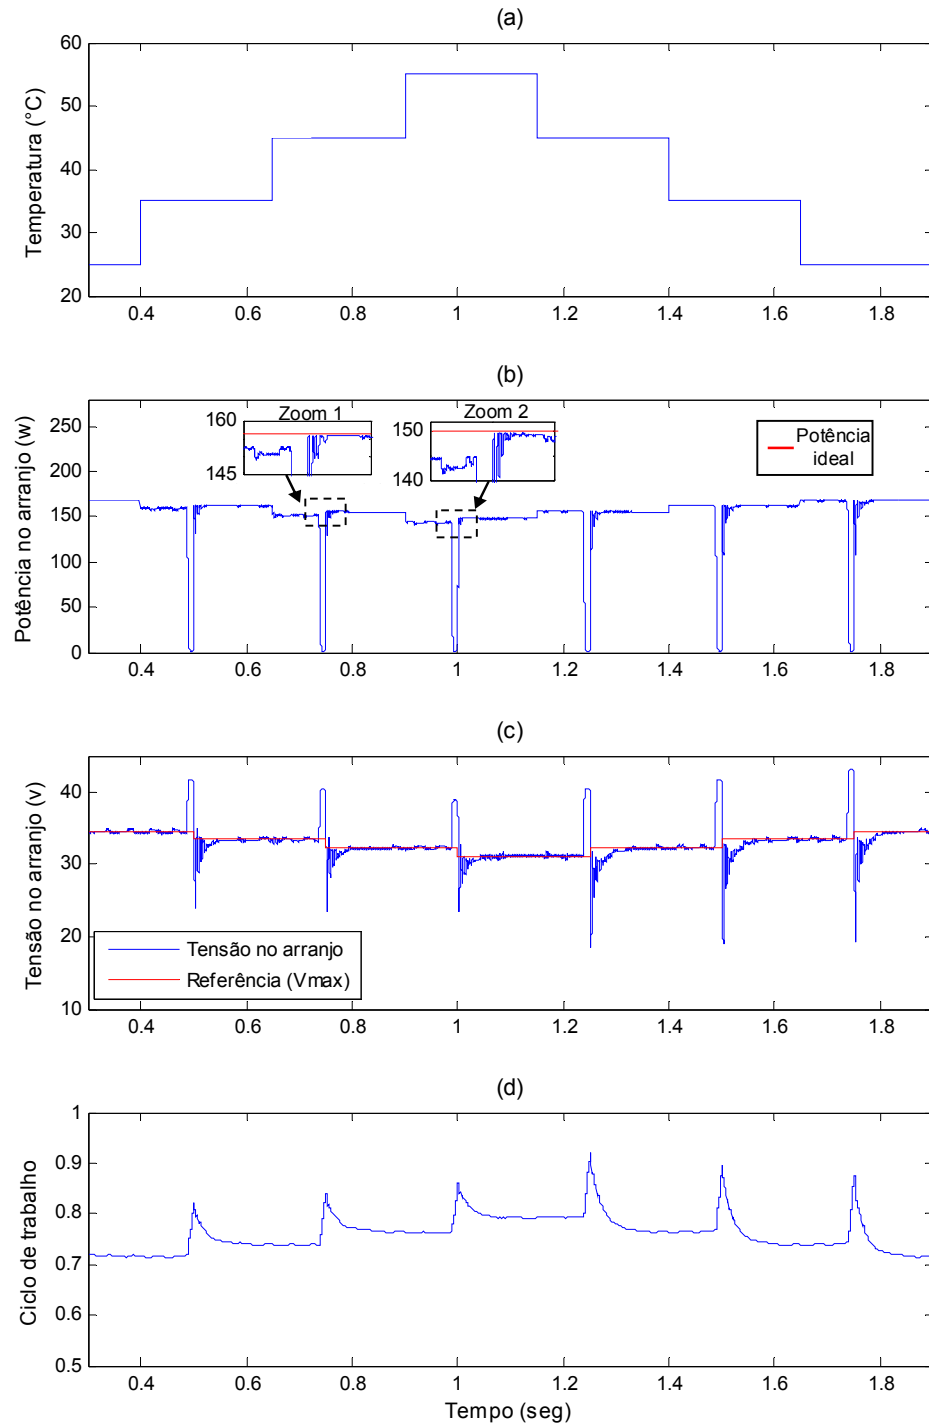 (a)
60
50
40
30
20
Temperatura (°C)
0.4 0.6 0.8 1 1.2 1.4 1.6 1.8
(b)
250
200
150
100
50
0
Potência no arranjo (w)
Zoom 1
160
145
Zoom 2
150
140
Potência
ideal
0.4 0.6 0.8 1 1.2 1.4 1.6 1.8
(c)
40
30
20
10
Tensão no arranjo (v)
Tensão no arranjo
Referência (Vmax)
0.4 0.6 0.8 1 1.2 1.4 1.6 1.8
(d)
1
0.9
0.8
0.7
0.6
0.5
Ciclo de trabalho
0.4 0.6 0.8 1 1.2 1.4 1.6 1.8
Tempo (seg)